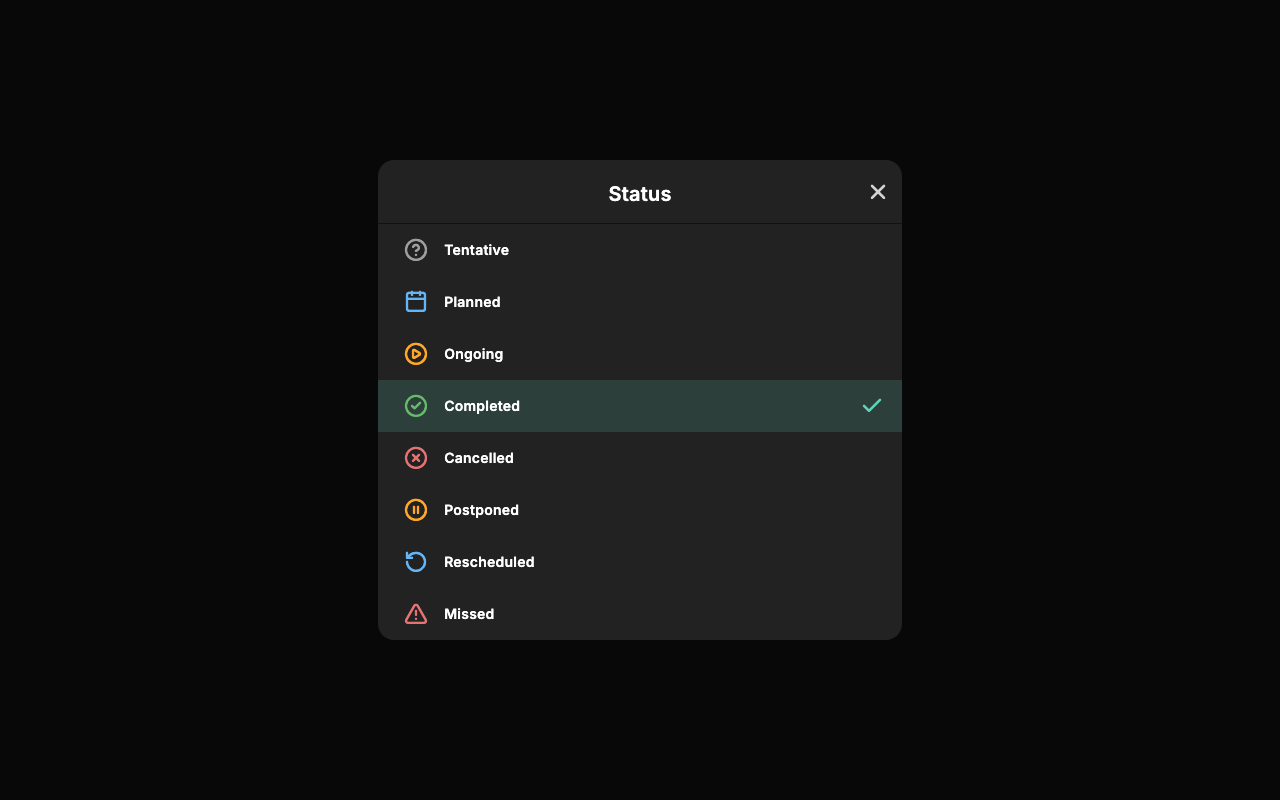 Status
Tentative
Planned
Ongoing
Completed
Cancelled
Postponed
Rescheduled
Missed